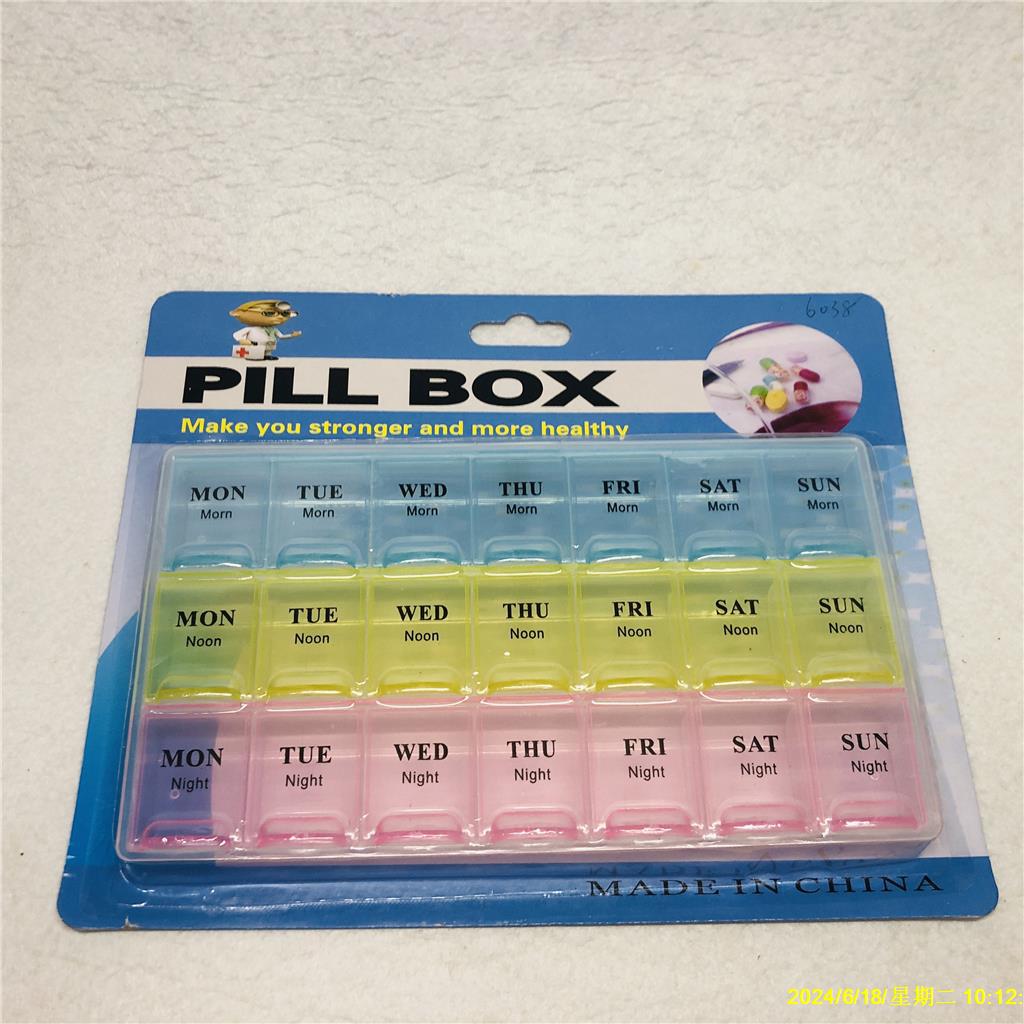 6038
PILL BOX
Make you stronger and more healthy
MON TUE WED THU FRI SAT SUN
Morn Morn Morn Morn Morn Morn Morn
MON TUE WED THU FRI SAT SUN
Noon Noon Noon Noon Noon Noon Noon
MON TUE WED THU FRI SAT SUN
Night Night Night Night Night Night Night
MADE IN CHINA
2024/6/18/星期二 10:12: